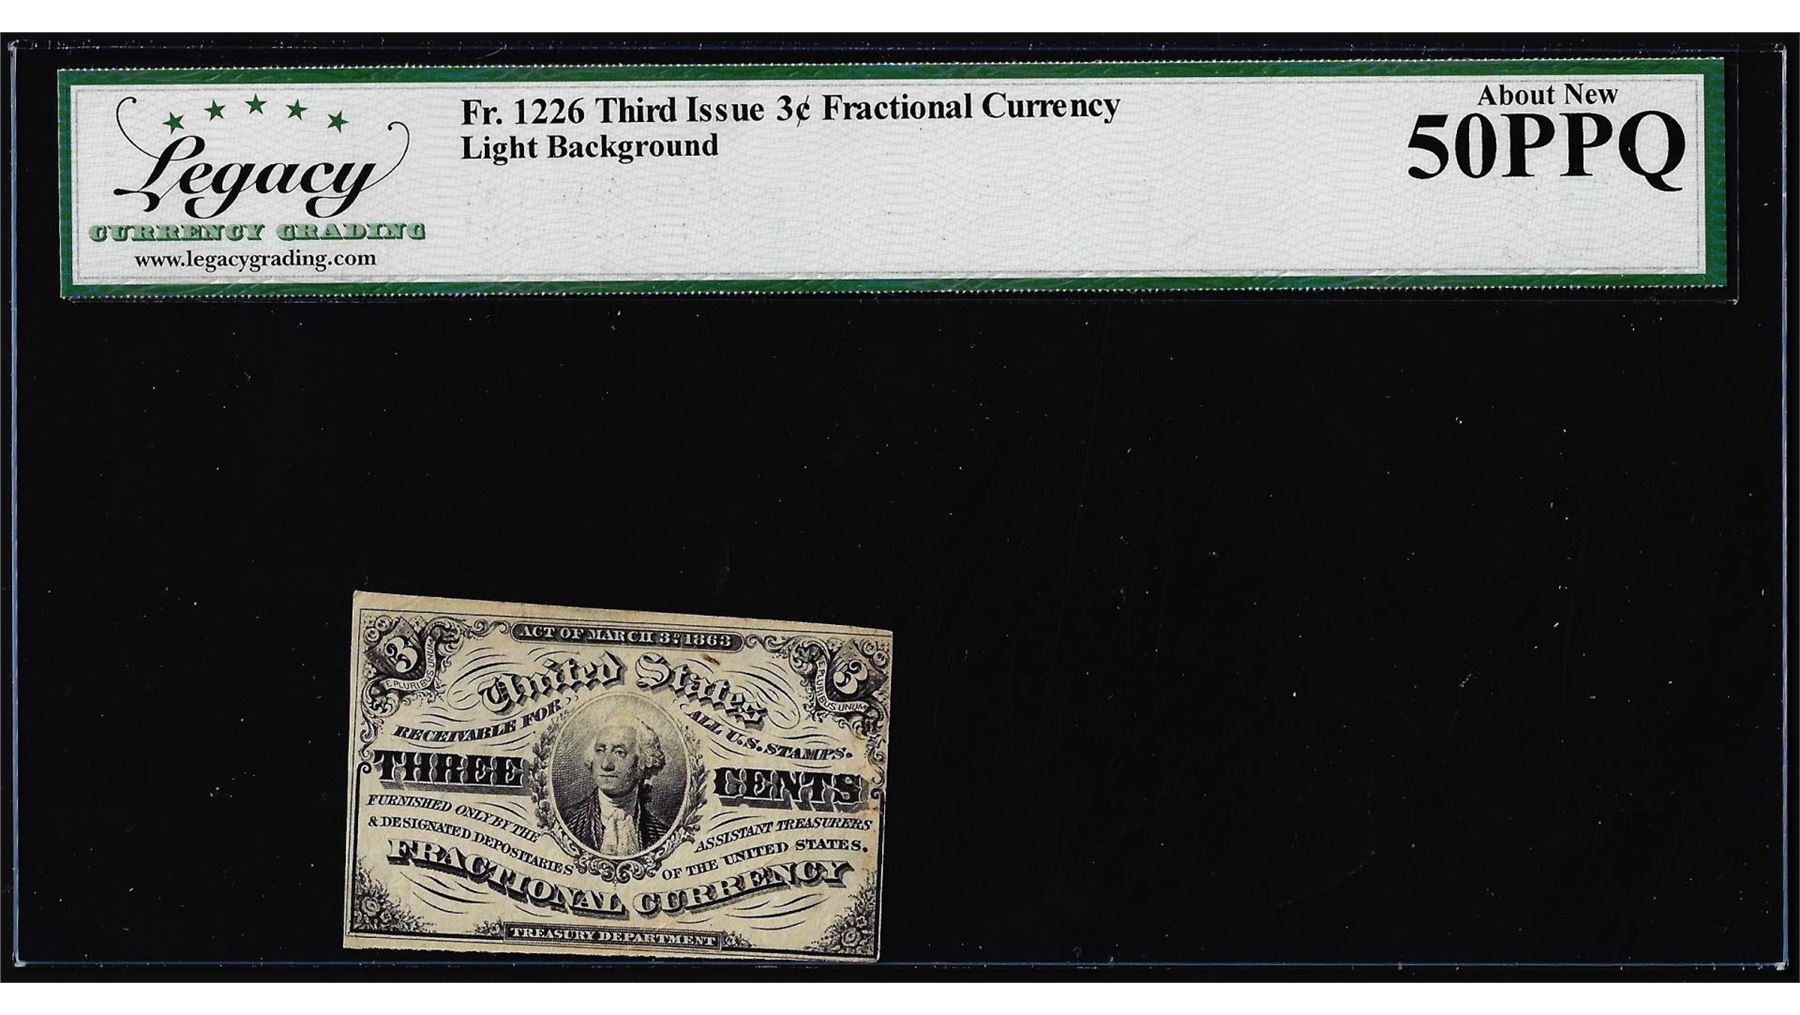 Legacy
CURRENCY GRADING
www.legacygrading.com
Fr. 1226 Third Issue 3¢ Fractional Currency
Light Background
About New
50PPQ
ACT OF MARCH 3: 1863
3
E PLURIBUS UNUM
3
E PLURIBUS UNUM
United States
RECEIVABLE FOR
ALL U.S. STAMPS.
THREE CENTS
FURNISHED ONLY BY THE
ASSISTANT TREASURERS
& DESIGNATED DEPOSITARIES
OF THE UNITED STATES.
FRACTIONAL CURRENCY
TREASURY DEPARTMENT